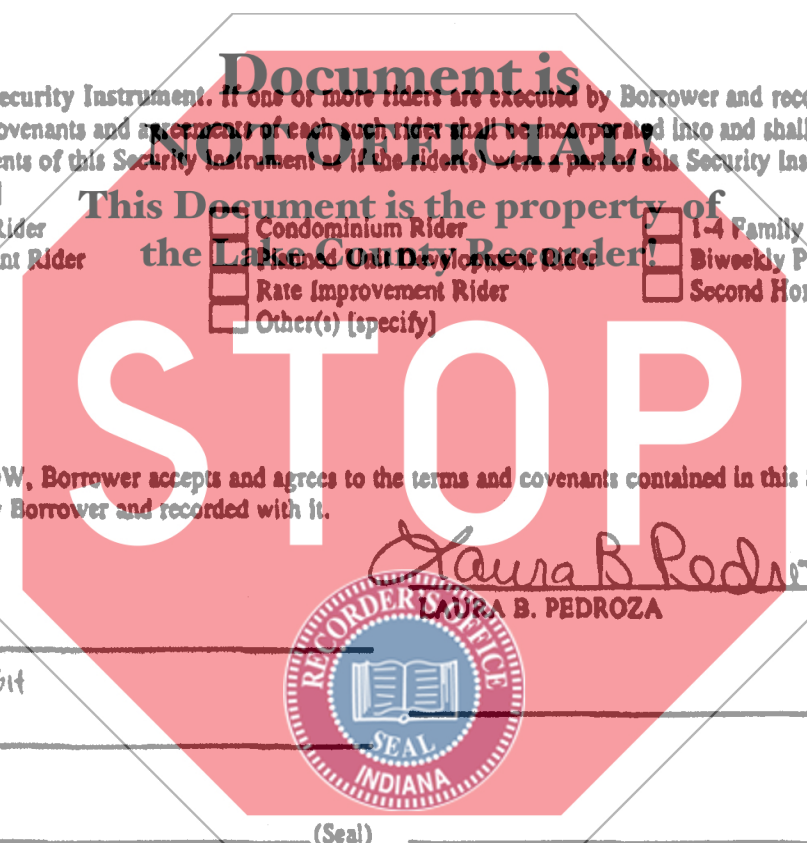 Document is
ecurity Instrument. If one or more riders are executed by Borrower and reco
ovenants and agreements of each such rider shall be incorporated into and shall
NOT OFFICIAL!
ents of this Security Instrument as if the rider(s) were a part of this Security Ins
]
This Document is the property of
Rider Condominium Rider 1-4 Family
the Lake County Recorder!
nt Rider Planned Unit Development Rider Biweekly P
Rate Improvement Rider Second Hor
Other(s) [specify]
STOP
W, Borrower accepts and agrees to the terms and covenants contained in this
y Borrower and recorded with it.
Laura B Pedro
LAURA B. PEDROZA
RECORDER'S OFFICE
SEAL
INDIANA
(Seal)